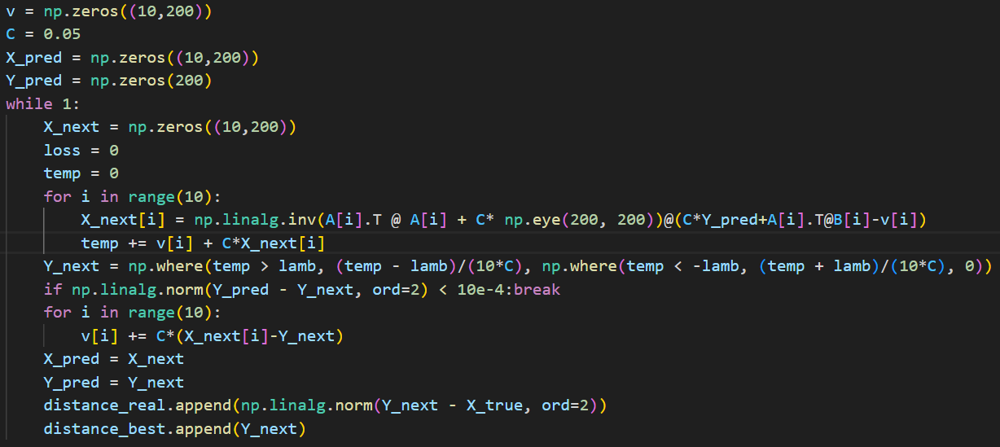 v = np.zeros((10,200))
C = 0.05
X_pred = np.zeros((10,200))
Y_pred = np.zeros(200)
while 1:
    X_next = np.zeros((10,200))
    loss = 0
    temp = 0
    for i in range(10):
        X_next[i] = np.linalg.inv(A[i].T @ A[i] + C* np.eye(200, 200))@(C*Y_pred+A[i].T@B[i]-v[i])
        temp += v[i] + C*X_next[i]
    Y_next = np.where(temp > lamb, (temp - lamb)/(10*C), np.where(temp < -lamb, (temp + lamb)/(10*C), 0))
    if np.linalg.norm(Y_pred - Y_next, ord=2) < 10e-4:break
    for i in range(10):
        v[i] += C*(X_next[i]-Y_next)
    X_pred = X_next
    Y_pred = Y_next
    distance_real.append(np.linalg.norm(Y_next - X_true, ord=2))
    distance_best.append(Y_next)